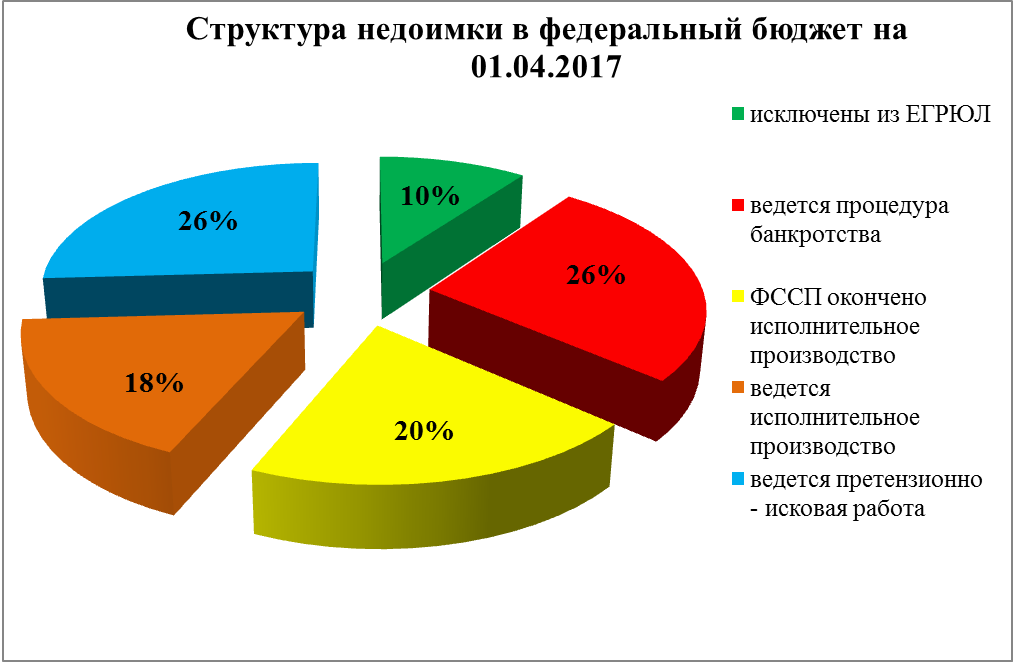 Структура недоимки в федеральный бюджет на
01.04.2017
исключены из ЕГРЮЛ
10%
26%
26%
ведется процедура
банкротства
ФССП окончено
исполнительное
производство
18%
20%
ведется
исполнительное
производство
ведется претензионно
- исковая работа